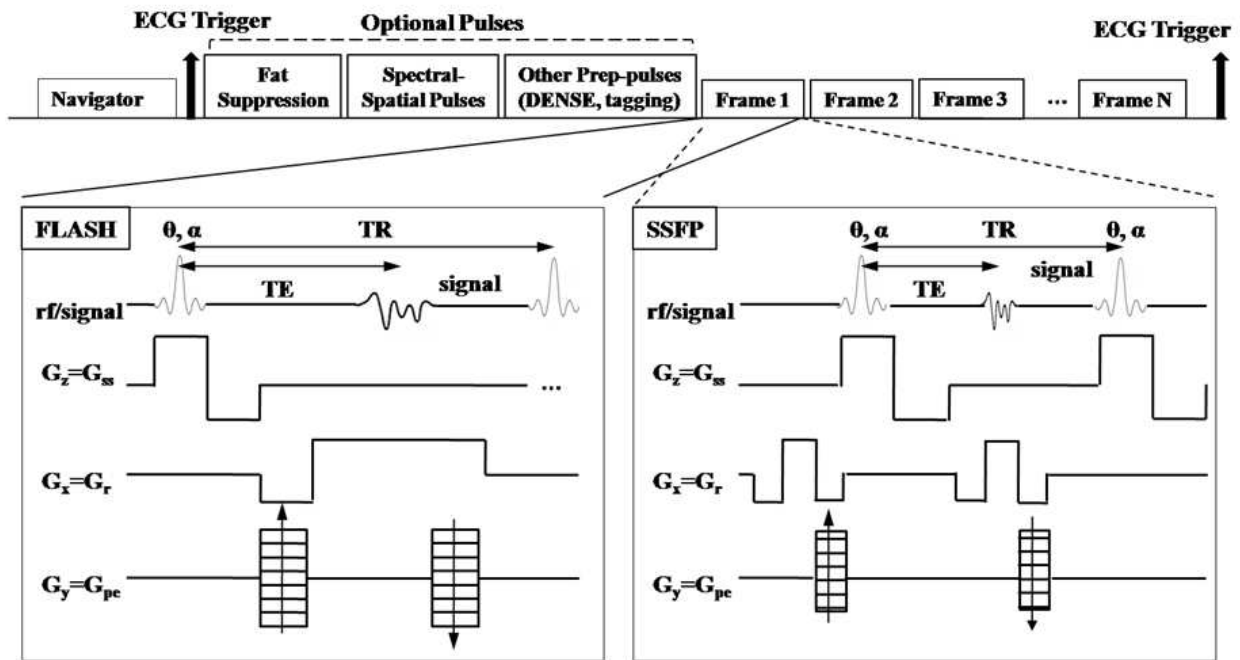 ECG Trigger
Optional Pulses
ECG Trigger
Navigator
Fat
Suppression
Spectral-
Spatial Pulses
Other Prep-pulses
(DENSE, tagging)
Frame 1
Frame 2
Frame 3
...
Frame N
FLASH
θ, α
TR
TE
signal
rf/signal
Gz=Gss
...
Gx=Gr
Gy=Gpe
SSFP
θ, α
TR
θ, α
TE
signal
rf/signal
Gz=Gss
Gx=Gr
Gy=Gpe